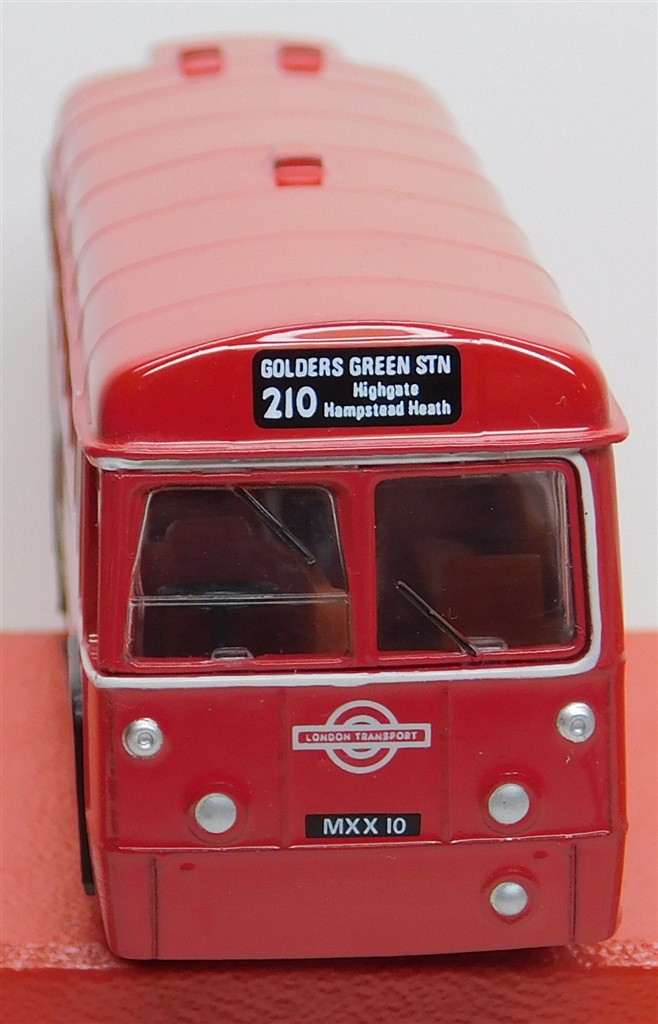 GOLDERS GREEN STN
210 Highgate
Hampstead Heath
LONDON TRANSPORT
MXX 10